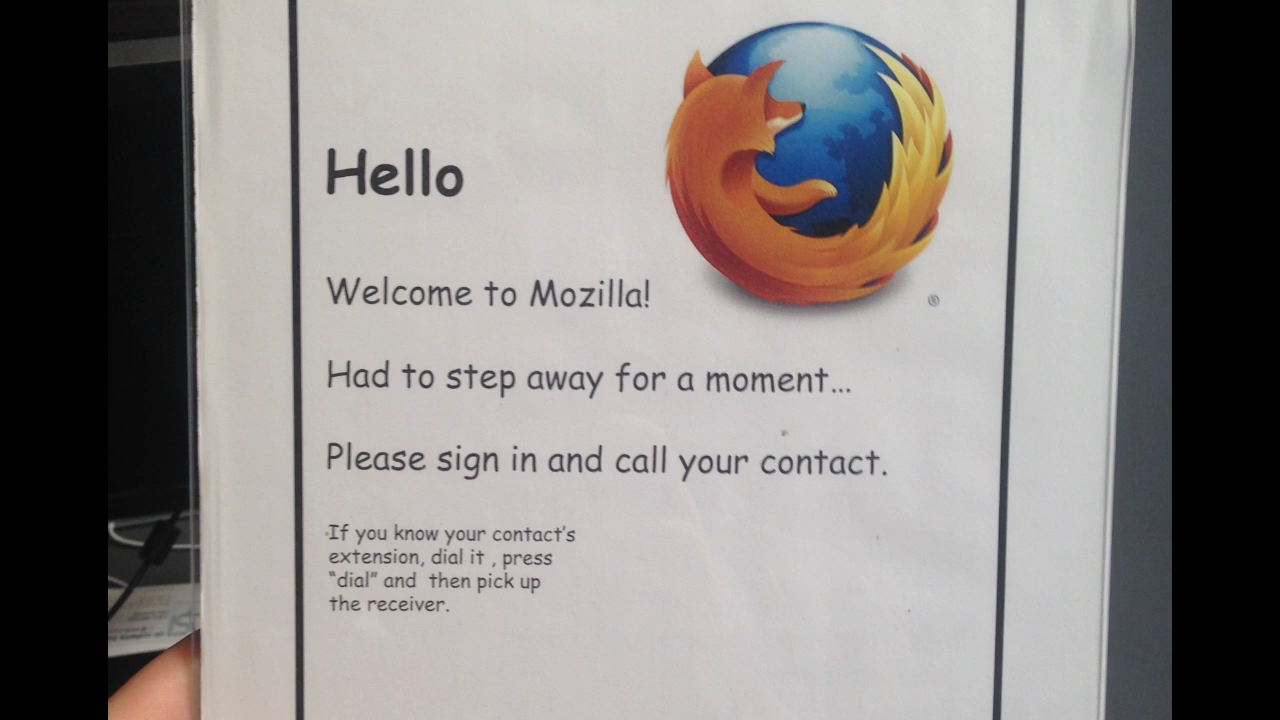 Hello
Welcome to Mozilla!
Had to step away for a moment...
Please sign in and call your contact.
If you know your contact's
extension, dial it , press
“dial” and  then pick up
the receiver.
®